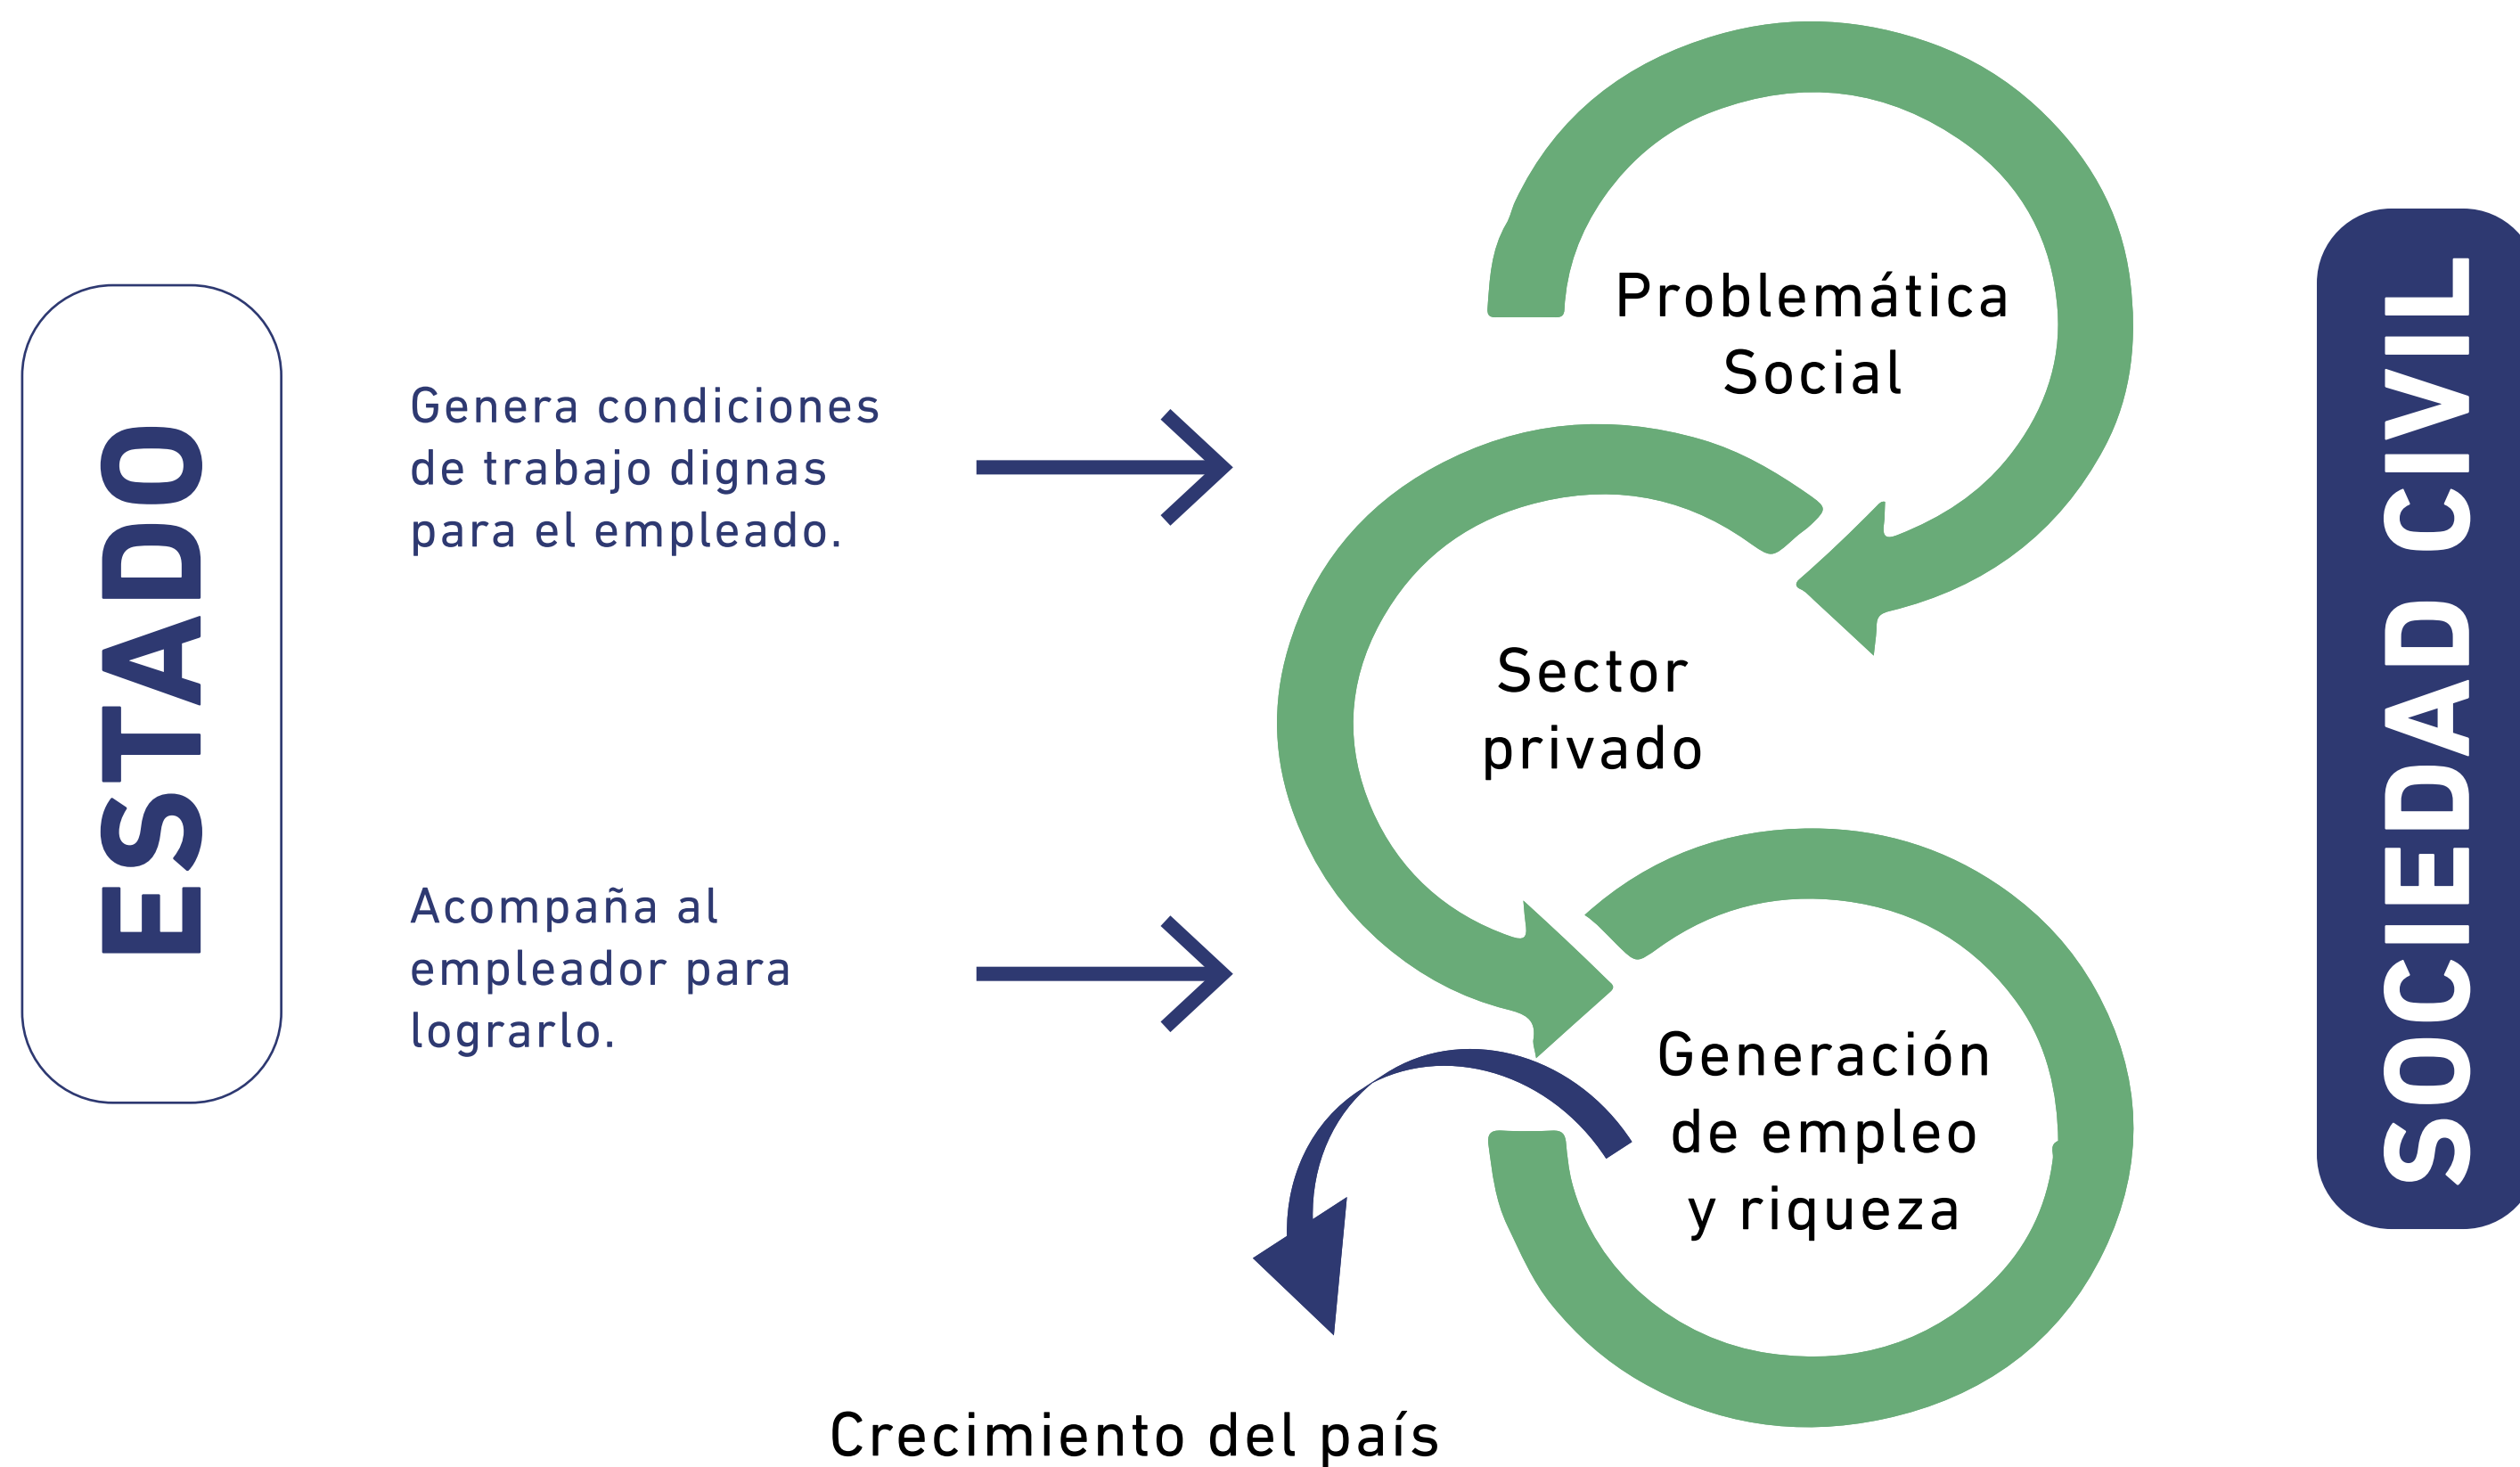 ESTADO
Genera condiciones
de trabajo dignas
para el empleado.
Acompaña al
empleador para
lograrlo.
Problemática
Social
Sector
privado
Generación
de empleo
y riqueza
Crecimiento del país
SOCIEDAD CIVIL